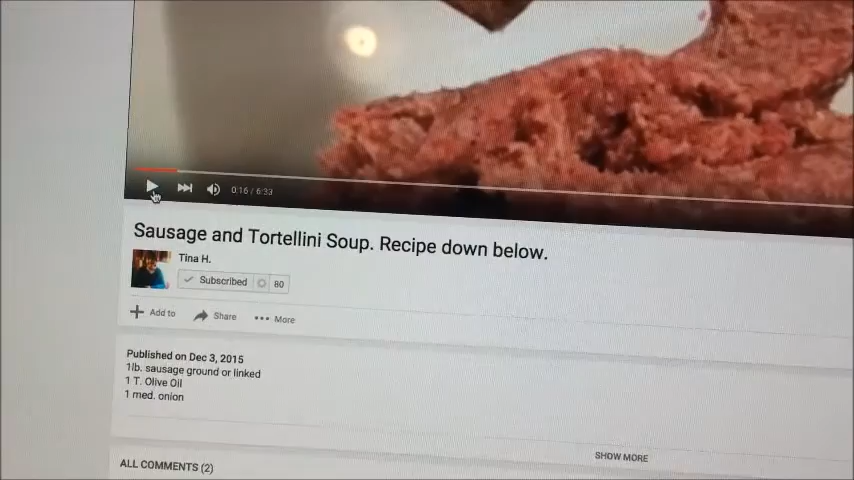 0:16 / 6:33
Sausage and Tortellini Soup. Recipe down below.
Tina H.
Subscribed 80
Add to Share More
Published on Dec 3, 2015
1lb. sausage ground or linked
1 T. Olive Oil
1 med. onion
SHOW MORE
ALL COMMENTS (2)